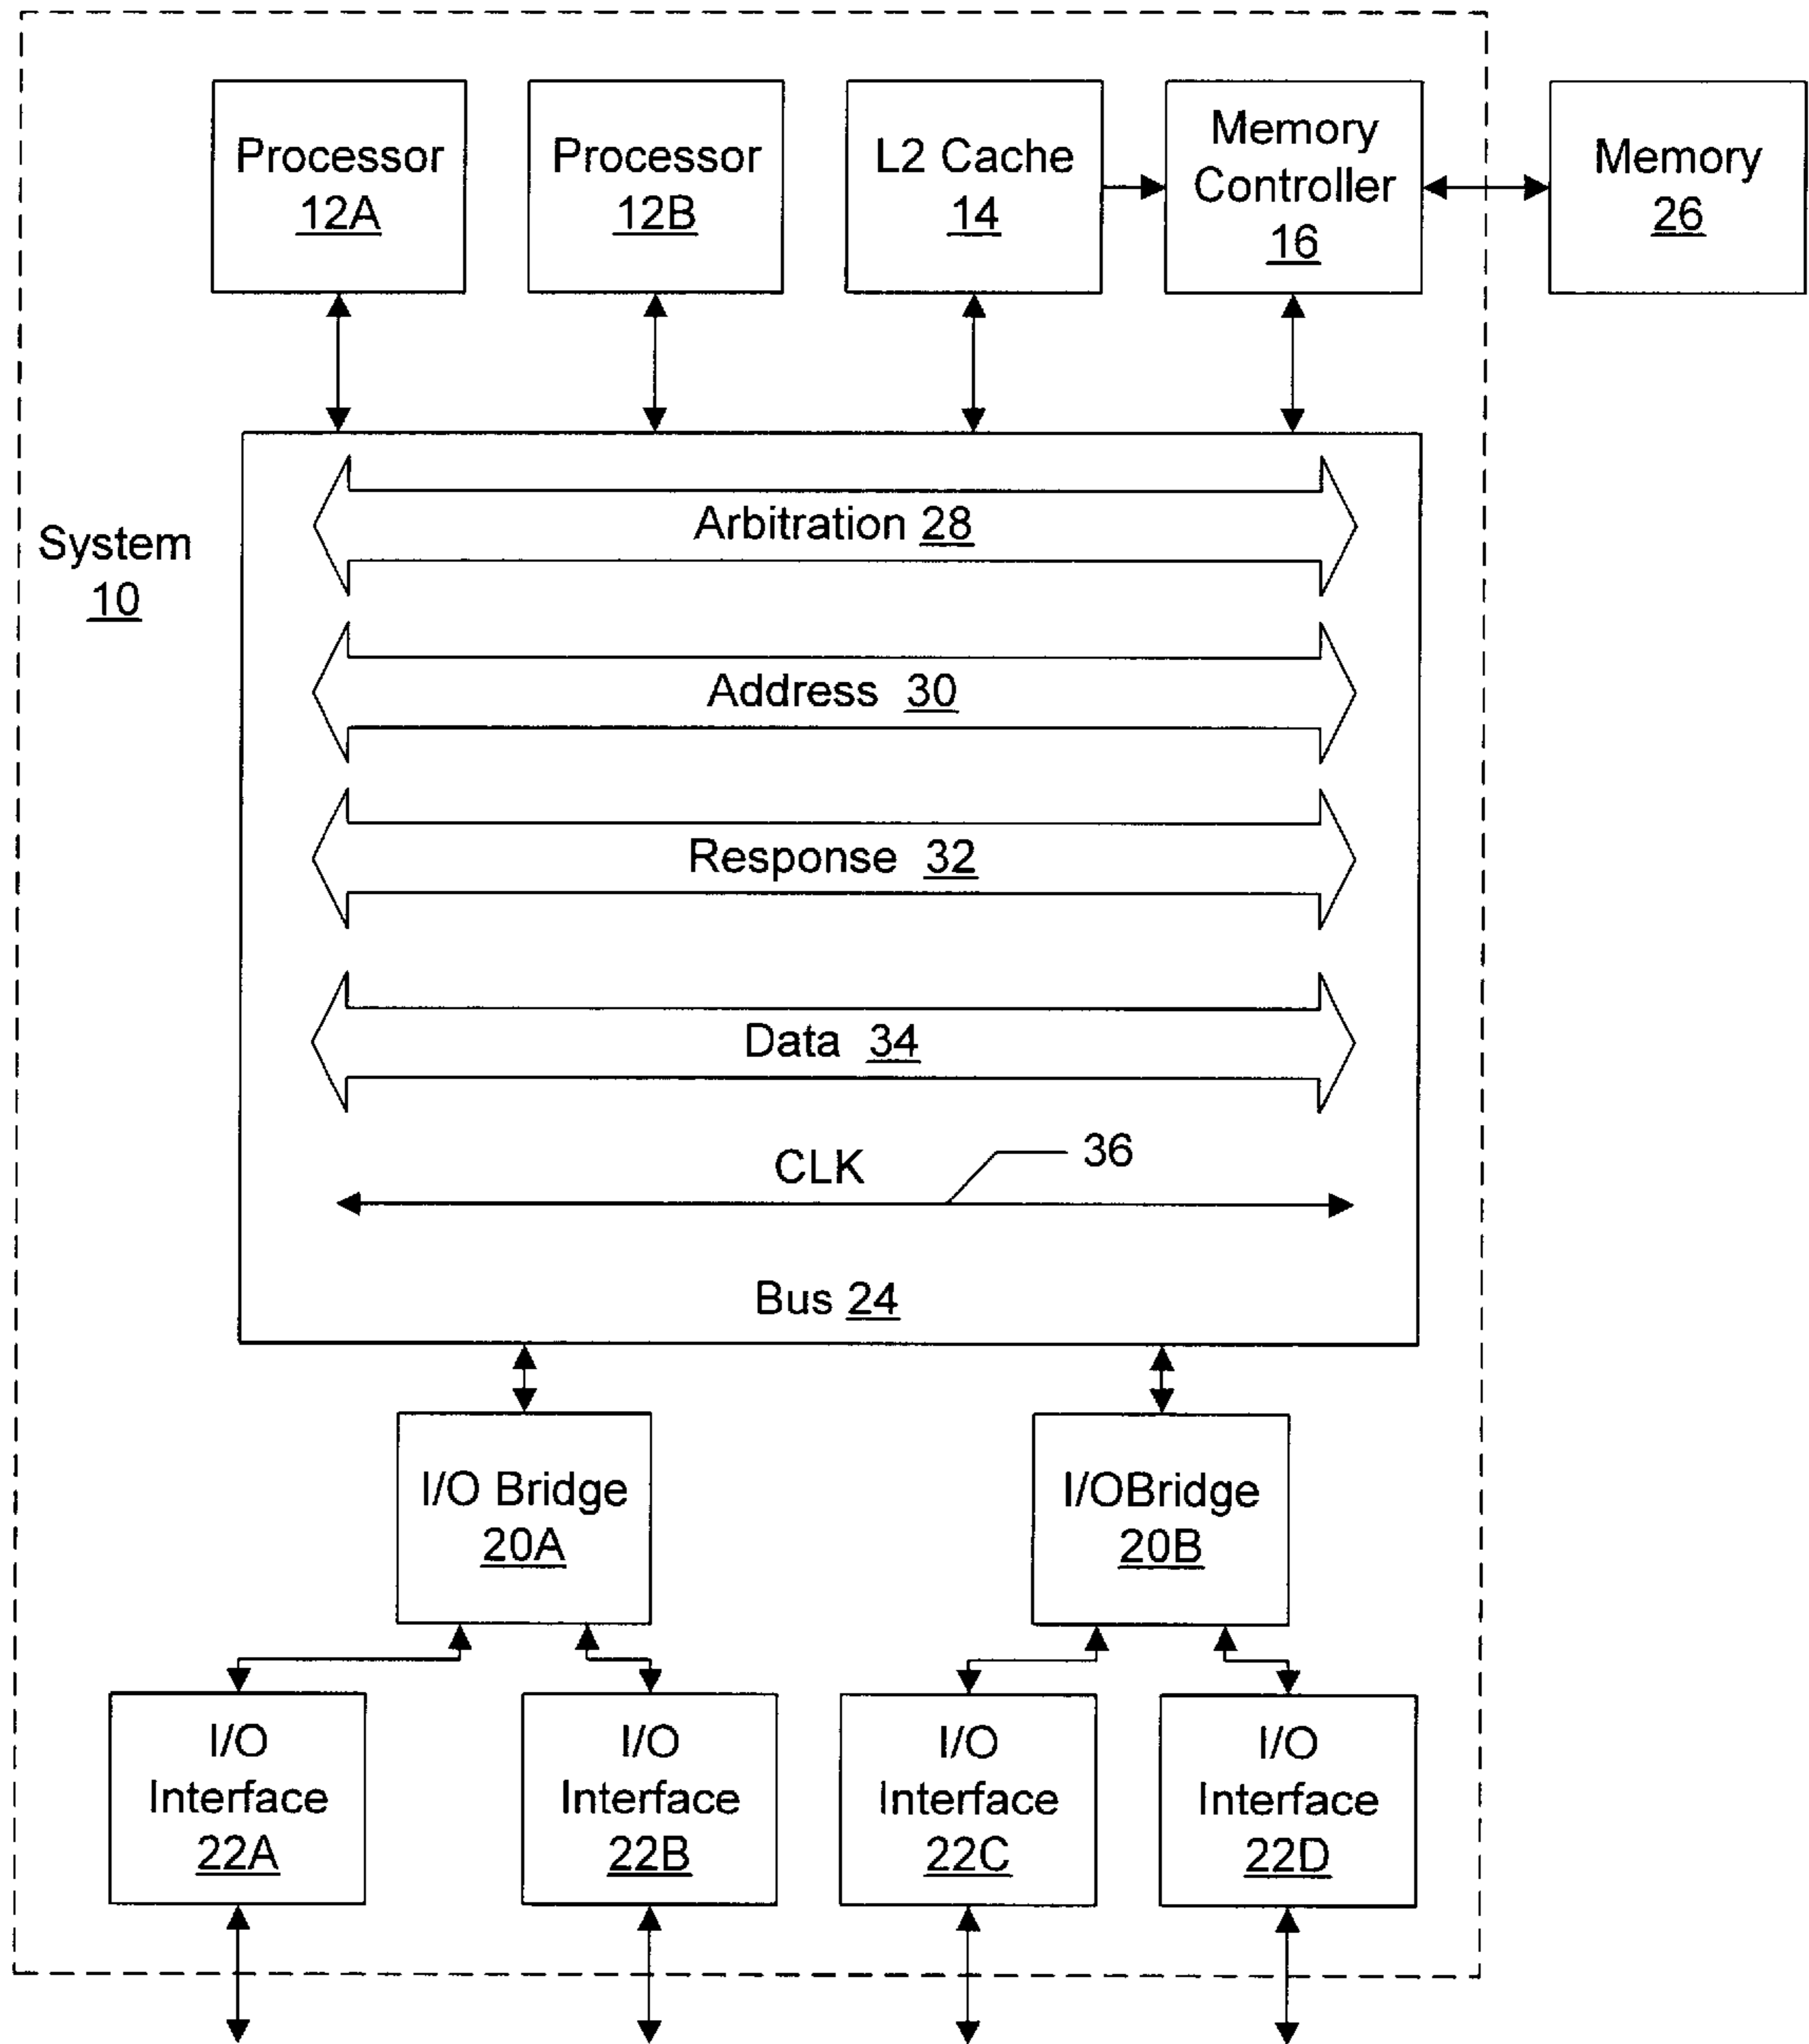 Processor
12A
Processor
12B
L2 Cache
14
Memory
Controller
16
Memory
26
System
10
Arbitration 28
Address 30
Response 32
Data 34
CLK
36
Bus 24
I/O Bridge
20A
I/OBridge
20B
I/O
Interface
22A
I/O
Interface
22B
I/O
Interface
22C
I/O
Interface
22D